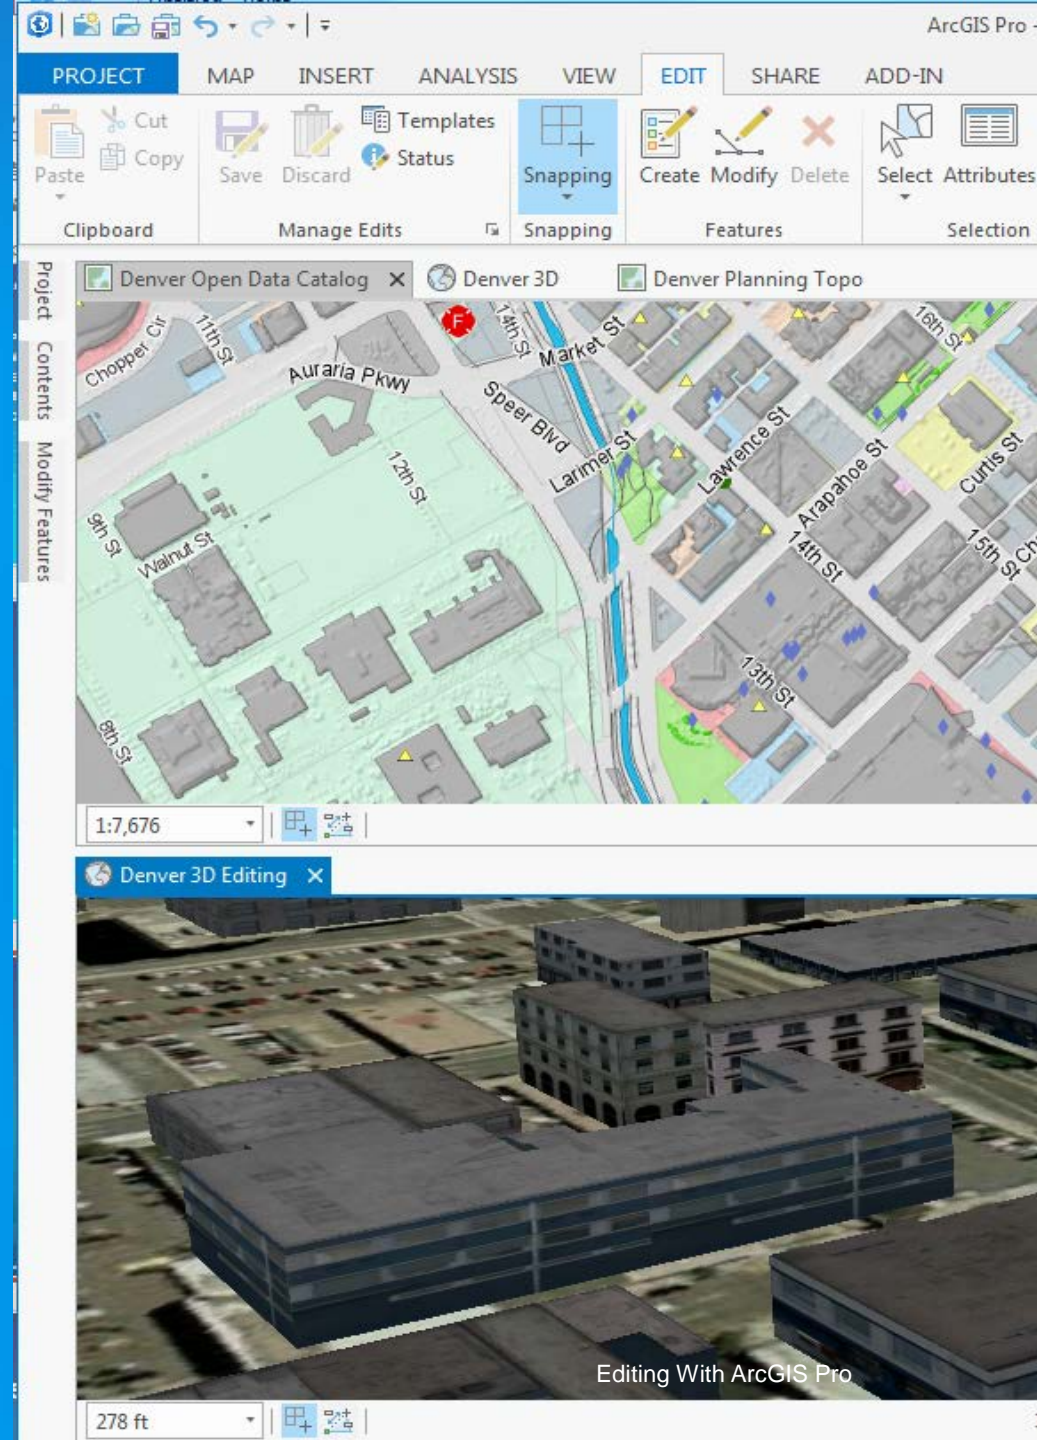 ArcGIS Pro -
PROJECT MAP INSERT ANALYSIS VIEW EDIT SHARE ADD-IN
Cut
Copy
Paste
Save
Discard
Templates
Status
Snapping
Create
Modify
Delete
Select
Attributes
Clipboard
Manage Edits
Snapping
Features
Selection
Project
Contents
Modify Features
Denver Open Data Catalog
Denver 3D
Denver Planning Topo
Chopper Cir
11th St
F
14th St
Market St
16th St
Auraria Pkwy
Speer Blvd
Larimer St
Lawrence St
Arapahoe St
Curtis St
12th St
9th St
Walnut St
14th St
15th St
Ch
13th St
8th St
1:7,676
Denver 3D Editing
Editing With ArcGIS Pro
278 ft